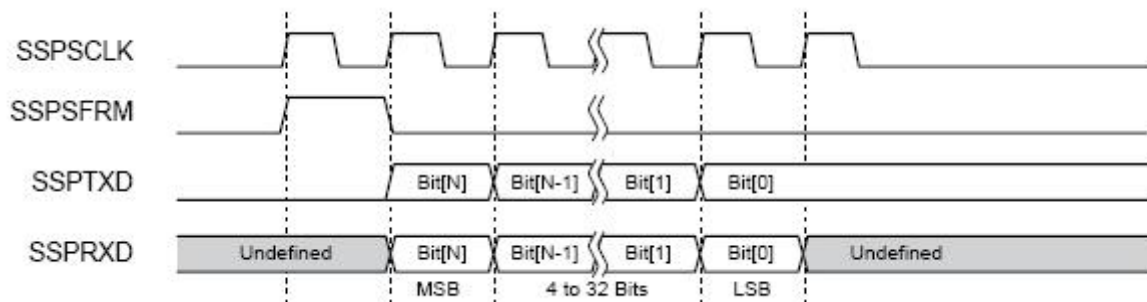 SSPSCLK
SSPSFRM
SSPTXD
Bit[N] Bit[N-1] Bit[1] Bit[0]
SSPRXD
Undefined Bit[N] Bit[N-1] Bit[1] Bit[0] Undefined
MSB 4 to 32 Bits LSB